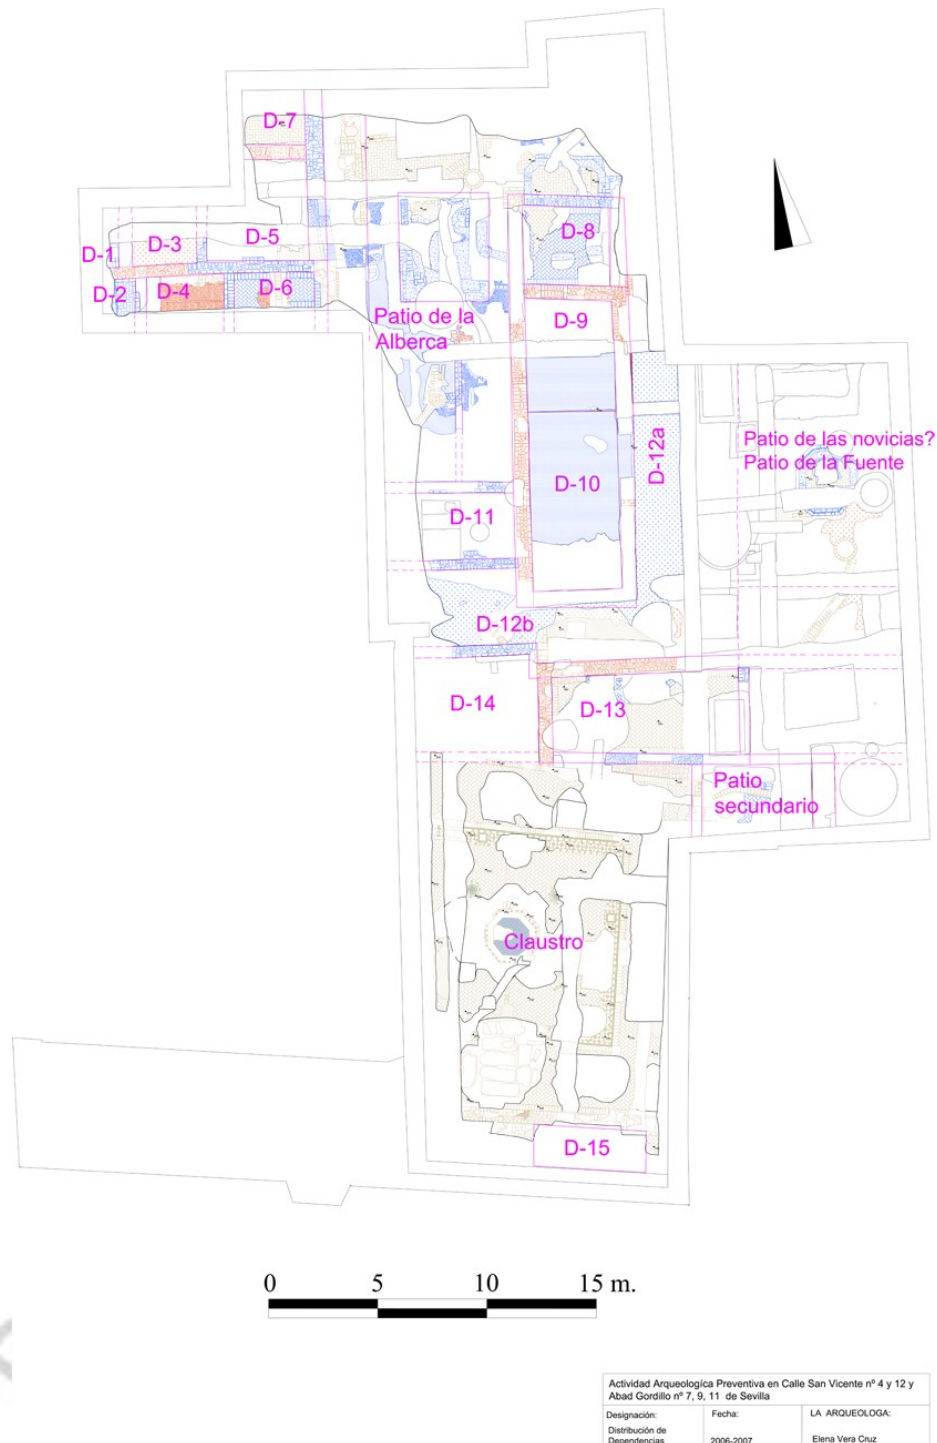 D-7
D-8
D-5
D-3
D-1
D-6
D-4
D-2
D-9
Patio de la
Alberca
D-12a
Patio de las novicias?
Patio de la Fuente
D-10
D-11
D-12b
D-14
D-13
Patio
secundario
Claustro
D-15
0 5 10 15 m.
Actividad Arqueologíca Preventiva en Calle San Vicente nº 4 y 12 y
Abad Gordillo nº 7, 9, 11 de Sevilla
Designación: Fecha: LA ARQUEOLOGA:
Distribución de
Dependencias 2006-2007 Elena Vera Cruz